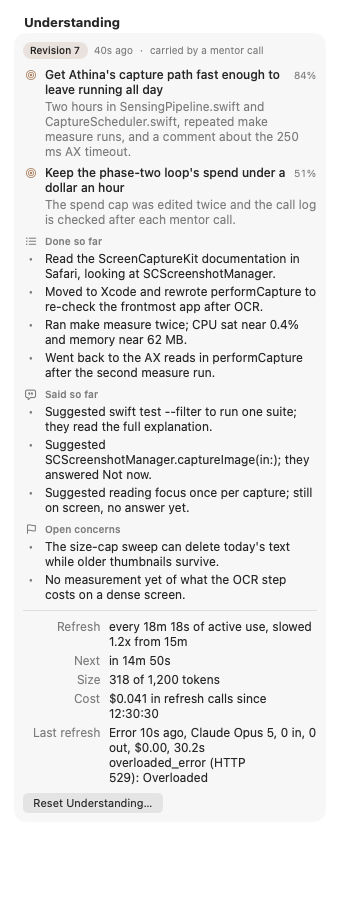 Understanding
Revision 7 40s ago · carried by a mentor call
Get Athina's capture path fast enough to 84%
leave running all day
Two hours in SensingPipeline.swift and
CaptureScheduler.swift, repeated make
measure runs, and a comment about the 250
ms AX timeout.
Keep the phase-two loop's spend under a 51%
dollar an hour
The spend cap was edited twice and the call log
is checked after each mentor call.
Done so far
• Read the ScreenCaptureKit documentation in
Safari, looking at SCScreenshotManager.
• Moved to Xcode and rewrote performCapture to
re-check the frontmost app after OCR.
• Ran make measure twice; CPU sat near 0.4%
and memory near 62 MB.
• Went back to the AX reads in performCapture
after the second measure run.
Said so far
• Suggested swift test --filter to run one suite;
they read the full explanation.
• Suggested
SCScreenshotManager.captureImage(in:); they
answered Not now.
• Suggested reading focus once per capture; still
on screen, no answer yet.
Open concerns
• The size-cap sweep can delete today's text
while older thumbnails survive.
• No measurement yet of what the OCR step
costs on a dense screen.
Refresh every 18m 18s of active use, slowed
1.2x from 15m
Next in 14m 50s
Size 318 of 1,200 tokens
Cost $0.041 in refresh calls since
12:30:30
Last refresh Error 10s ago, Claude Opus 5, 0 in, 0
out, $0.00, 30.2s
overloaded_error (HTTP
529): Overloaded
Reset Understanding...